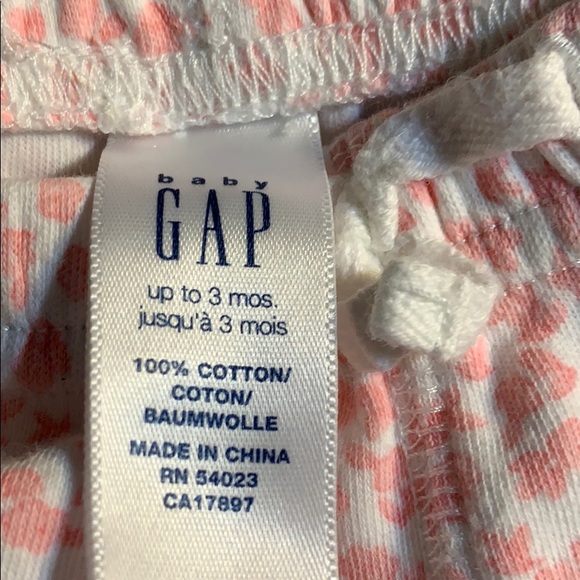 baby
GAP
up to 3 mos.
jusqu'à 3 mois
100% COTTON/
COTON/
BAUMWOLLE
MADE IN CHINA
RN 54023
CA17897